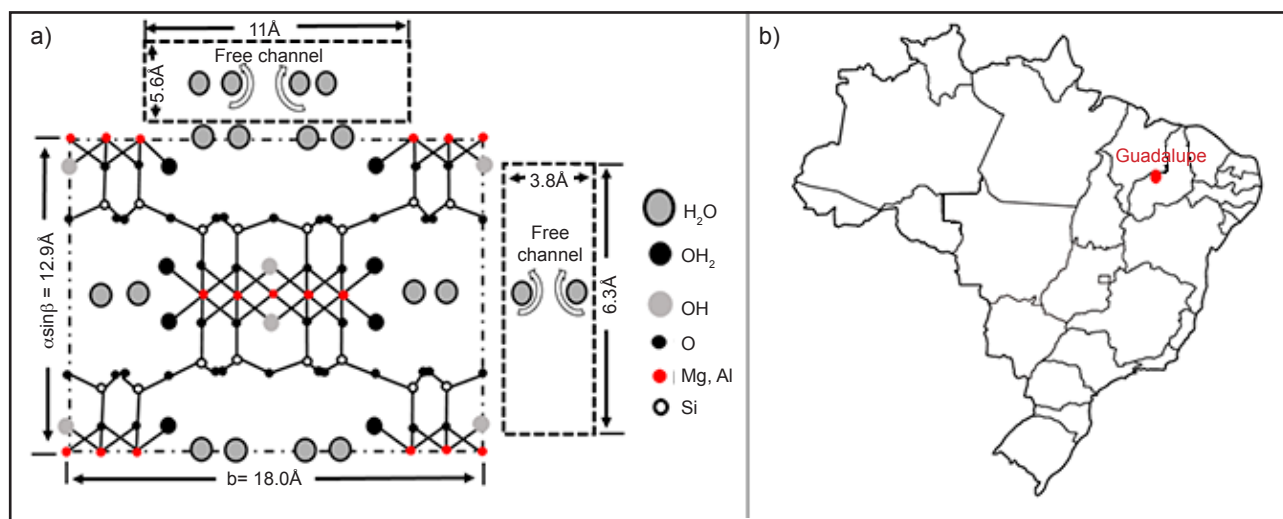 a)
11Å
Free channel
5.6Å
αsinβ = 12.9Å
b= 18.0Å
3.8Å
Free
channel
6.3Å
H₂O
OH₂
OH
O
Mg, Al
Si
b)
Guadalupe